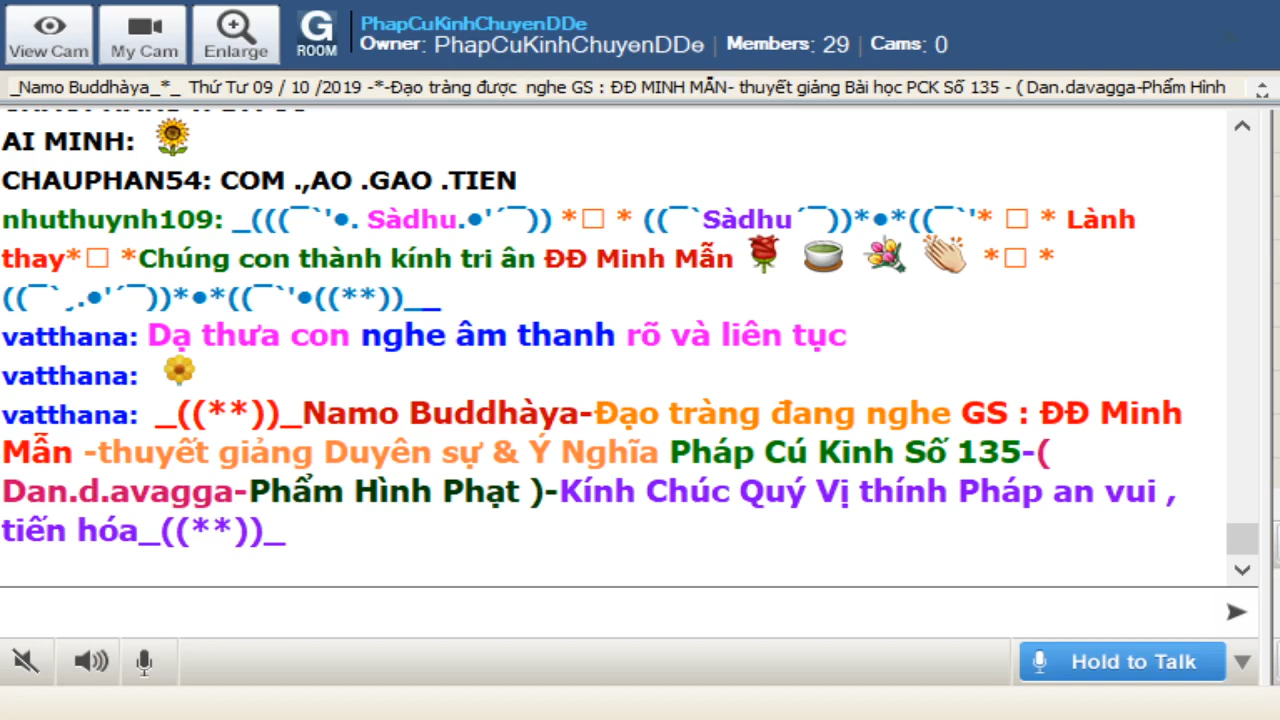 View Cam
My Cam
Enlarge
G
ROOM
PhapCuKinhChuyenDDe
Owner: PhapCuKinhChuyenDDe | Members: 29 | Cams: 0
_Namo Buddhàya_*_ Thứ Tư 09 / 10 /2019 -*-Đạo tràng được nghe GS : ĐĐ MINH MẪN- thuyết giảng Bài học PCK Số 135 - ( Dan.davagga-Phẩm Hình
AI MINH:
CHAUPHAN54: COM .,AO .GAO .TIEN
nhuthuynh109: _(((¯`'●. Sàdhu.●'´¯)) *□ * ((¯`Sàdhu´¯))*●*((¯`'* □ * Lành
thay*□ *Chúng con thành kính tri ân ĐĐ Minh Mẫn *□ *
((¯`¸.●'´¯))*●*((¯`'●((**))__
vatthana: Dạ thưa con nghe âm thanh rõ và liên tục
vatthana:
vatthana: _((**))_Namo Buddhàya-Đạo tràng đang nghe GS : ĐĐ Minh
Mẫn -thuyết giảng Duyên sự & Ý Nghĩa Pháp Cú Kinh Số 135-(
Dan.d.avagga-Phẩm Hình Phạt )-Kính Chúc Quý Vị thính Pháp an vui ,
tiến hóa_((**))_
Hold to Talk